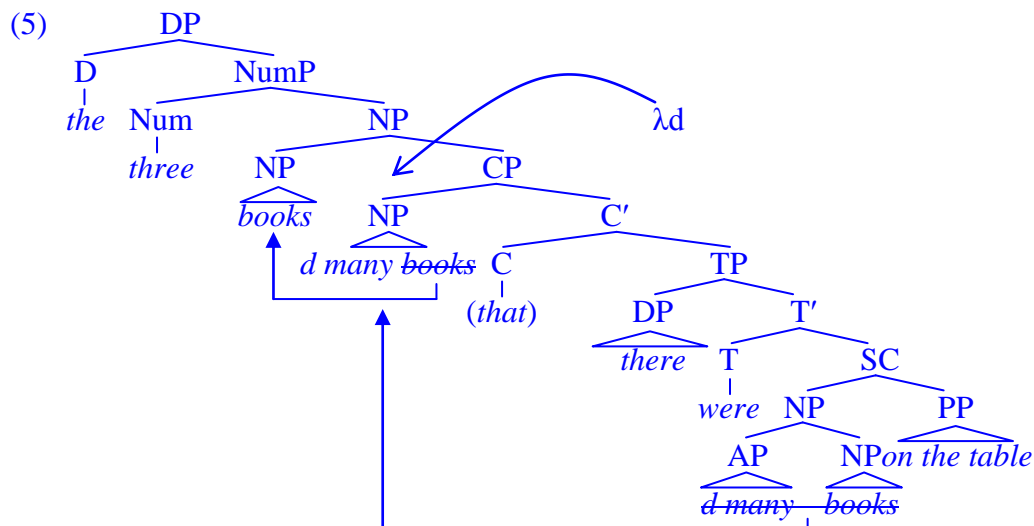 (5) DP
D NumP
the Num NP λd
three NP CP
books NP C′
d many books C TP
(that) DP T′
there T SC
were NP PP
AP NP on the table
d many books